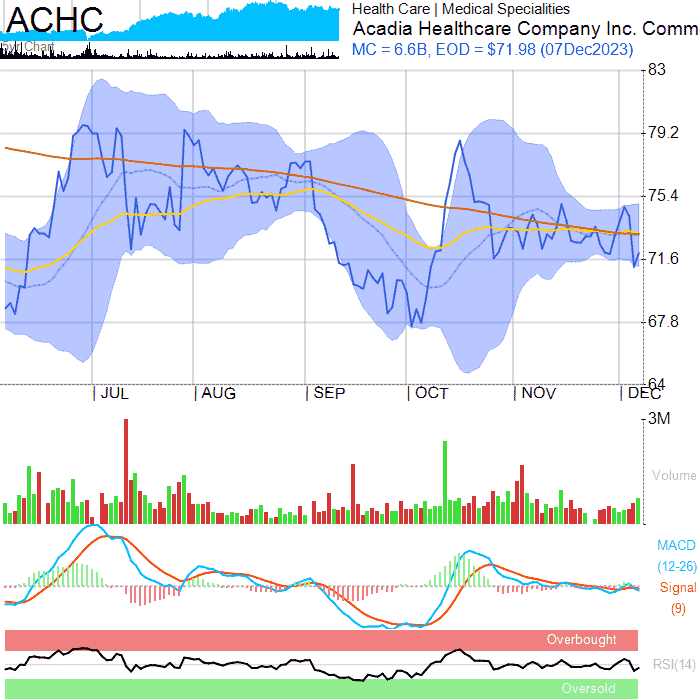 ACHC
Health Care | Medical Specialities
Acadia Healthcare Company Inc. Comm
MC = 6.6B, EOD = $71.98 (07Dec2023)
83
79.2
75.4
71.6
67.8
64
JUL AUG SEP OCT NOV DEC
3M
Volume
MACD
(12-26)
Signal
(9)
Overbought
RSI(14)
Oversold